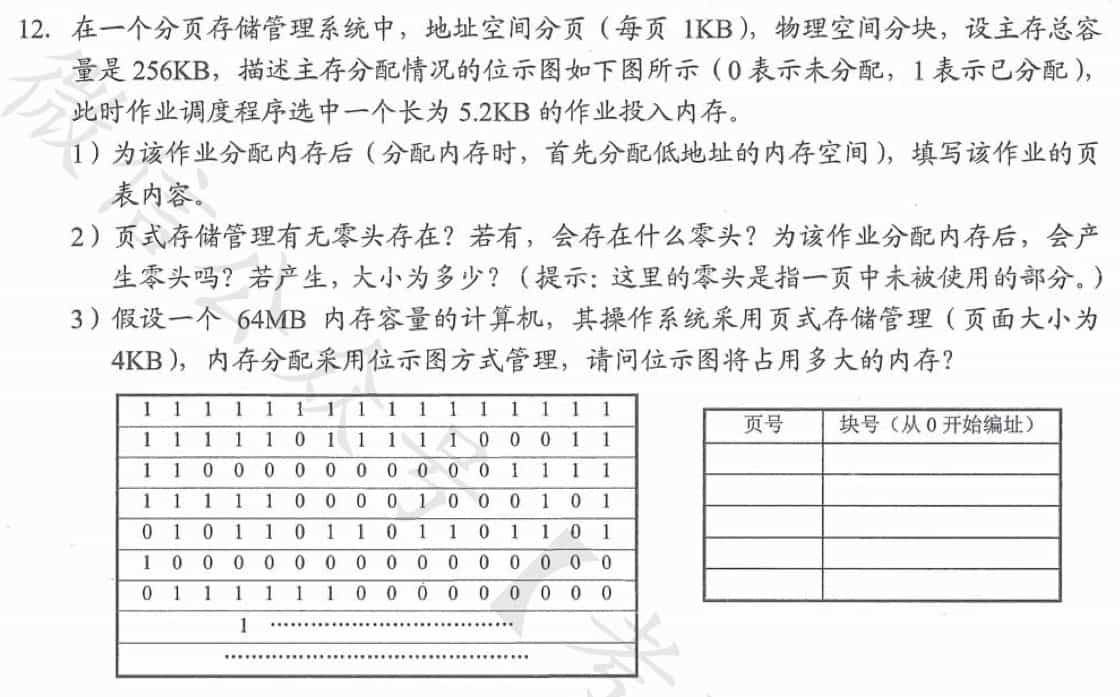 12. 在一个分页存储管理系统中，地址空间分页（每页 1KB），物理空间分块，设主存总容
量是 256KB，描述主存分配情况的位示图如下图所示（0 表示未分配，1 表示已分配），
此时作业调度程序选中一个长为 5.2KB 的作业投入内存。
1）为该作业分配内存后（分配内存时，首先分配低地址的内存空间），填写该作业的页
表内容。
2）页式存储管理有无零头存在？若有，会存在什么零头？为该作业分配内存后，会产
生零头吗？若产生，大小为多少？（提示：这里的零头是指一页中未被使用的部分。）
3）假设一个 64MB 内存容量的计算机，其操作系统采用页式存储管理（页面大小为
4KB），内存分配采用位示图方式管理，请问位示图将占用多大的内存？
1 1 1 1 1 1 1 1 1 1 1 1 1 1 1 1
1 1 1 1 1 0 1 1 1 1 1 0 0 0 1 1
1 1 0 0 0 0 0 0 0 0 0 0 1 1 1 1
1 1 1 1 1 0 0 0 0 1 0 0 0 1 0 1
0 1 0 1 1 0 1 1 0 1 1 0 1 1 0 1
1 0 0 0 0 0 0 0 0 0 0 0 0 0 0 0
0 1 1 1 1 1 1 0 0 0 0 0 0 0 0 0
1 ……………………………
……………………………………
页号 块号（从 0 开始编址）
微信公众号【考